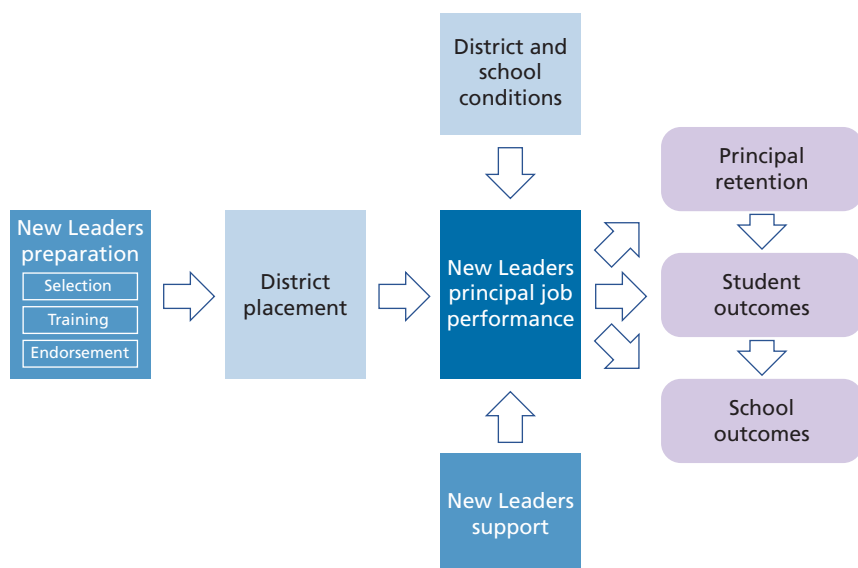 District and
school
conditions
Principal
retention
New Leaders
preparation
Selection
Training
Endorsement
District
placement
New Leaders
principal job
performance
Student
outcomes
School
outcomes
New Leaders
support